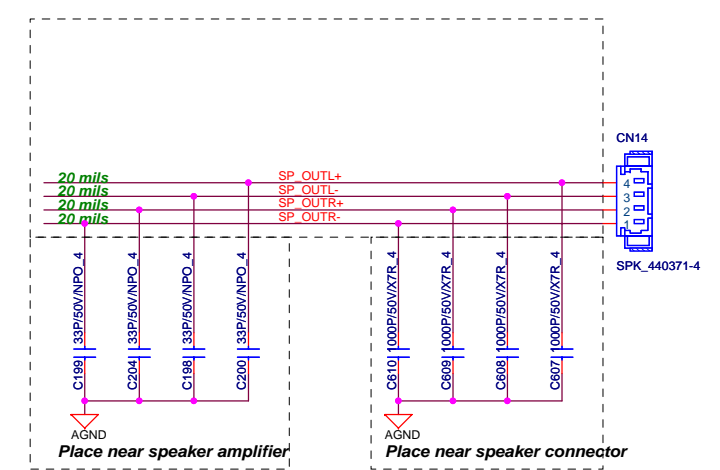 CN14
20 mils SP_OUTL+ 4
20 mils SP_OUTL- 3
20 mils SP_OUTR+ 2
20 mils SP_OUTR- 1
SPK_440371-4
C199 33P/50V/NPO_4
C204 33P/50V/NPO_4
C198 33P/50V/NPO_4
C200 33P/50V/NPO_4
C610 1000P/50V/X7R_4
C609 1000P/50V/X7R_4
C608 1000P/50V/X7R_4
C607 1000P/50V/X7R_4
AGND
AGND
Place near speaker amplifier
Place near speaker connector